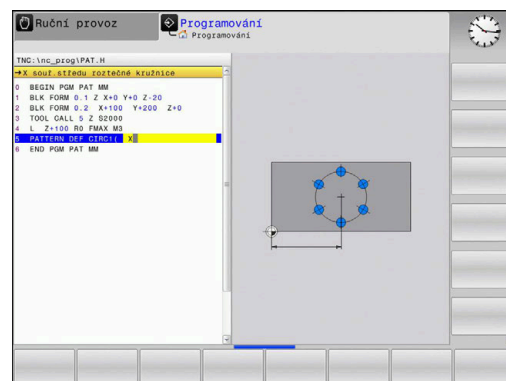 Ruční provoz
Programování
Programování
TNC:\nc_prog\PAT.H
→X souř.středu roztečné kružnice
0 BEGIN PGM PAT MM
1 BLK FORM 0.1 Z X+0 Y+0 Z-20
2 BLK FORM 0.2 X+100 Y+200 Z+0
3 TOOL CALL 5 Z S2000
4 L Z+100 R0 FMAX M3
5 PATTERN DEF CIRC1( X
6 END PGM PAT MM